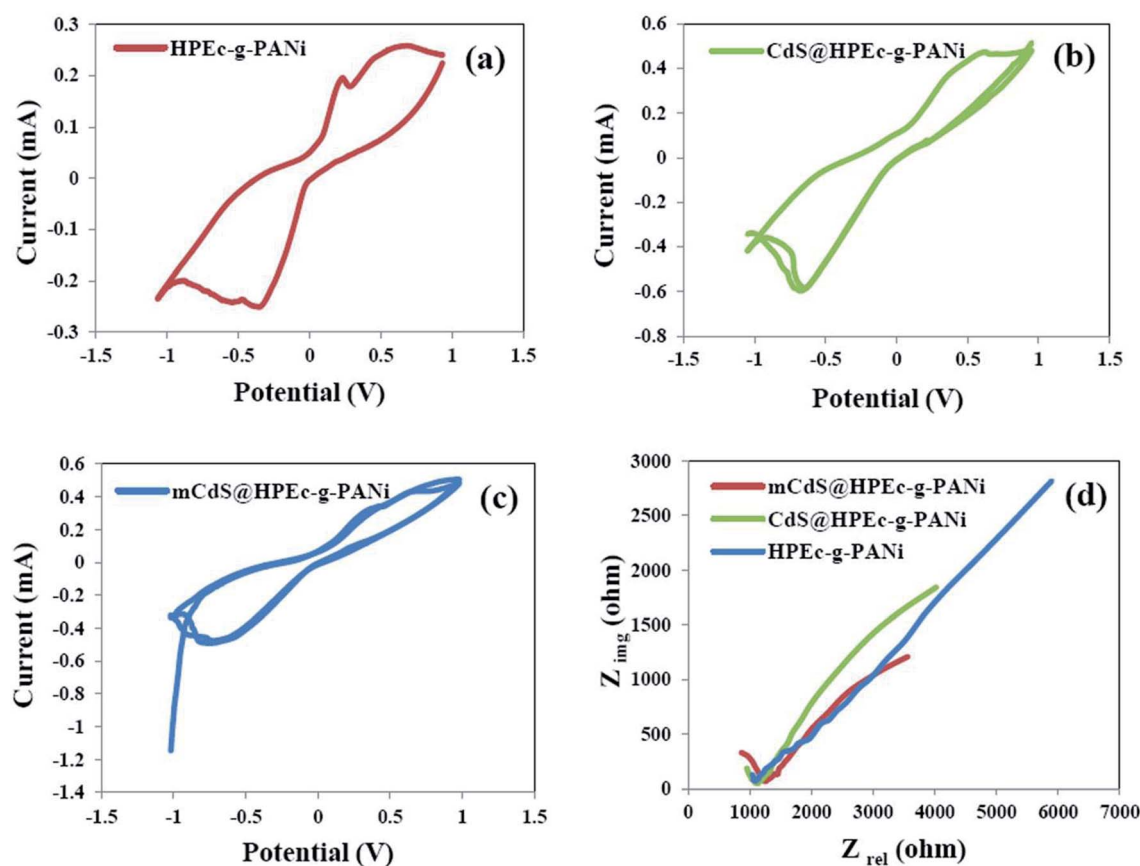 HPEc-g-PANi
(a)
0.3
0.2
0.1
0
-0.1
-0.2
-0.3
Current (mA)
-1.5 -1 -0.5 0 0.5 1 1.5
Potential (V)
CdS@HPEc-g-PANi
(b)
0.6
0.4
0.2
0
-0.2
-0.4
-0.6
-0.8
Current (mA)
-1.5 -1 -0.5 0 0.5 1 1.5
Potential (V)
mCdS@HPEc-g-PANi
(c)
0.6
0.4
0.2
0
-0.2
-0.4
-0.6
-0.8
-1
-1.2
-1.4
Current (mA)
-1.5 -1 -0.5 0 0.5 1 1.5
Potential (V)
mCdS@HPEc-g-PANi
CdS@HPEc-g-PANi
HPEc-g-PANi
(d)
3000
2500
2000
1500
1000
500
0
Z img (ohm)
0 1000 2000 3000 4000 5000 6000 7000
Z rel (ohm)